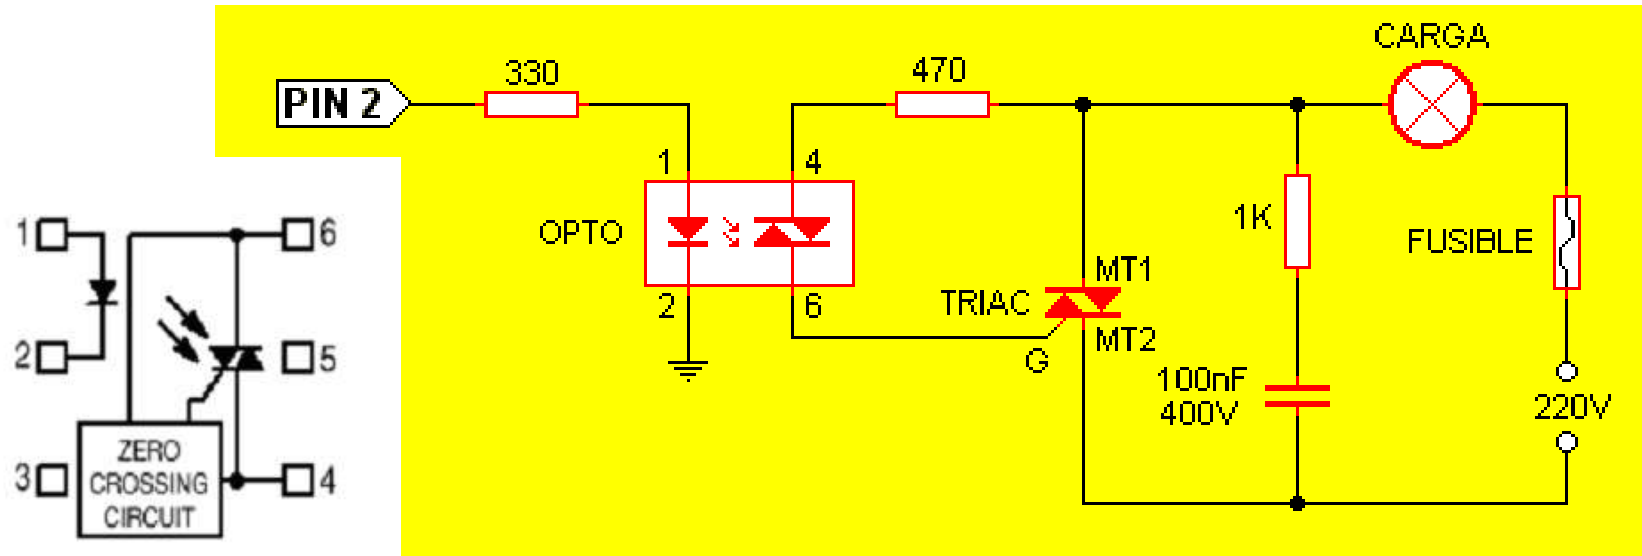 1
2
3
6
5
4
ZERO
CROSSING
CIRCUIT
PIN 2
330
470
CARGA
1
4
OPTO
2
6
TRIAC
MT1
MT2
G
1K
100nF
400V
FUSIBLE
220V